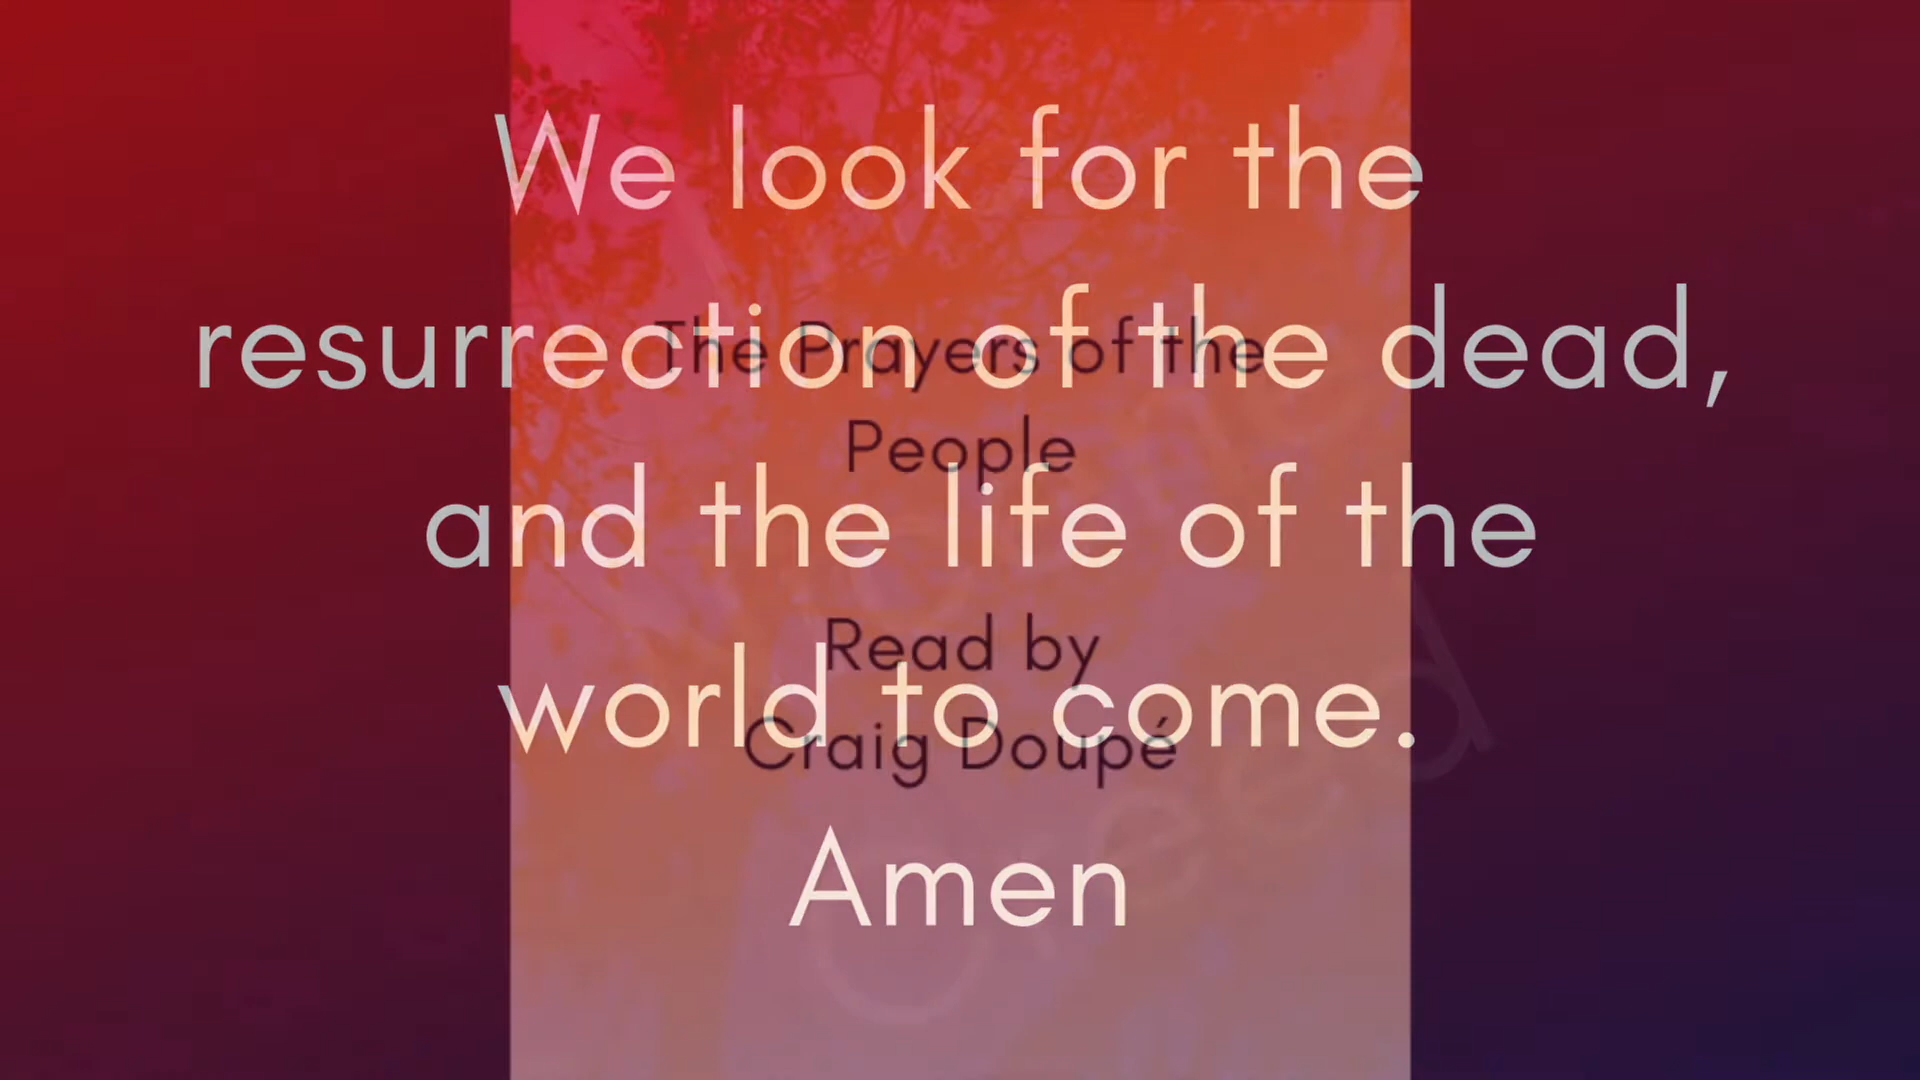 We look for the
resurrection of the dead,
and the life of the
world to come.
Amen
The Prayers of the
People
Read by
Craig Doupé